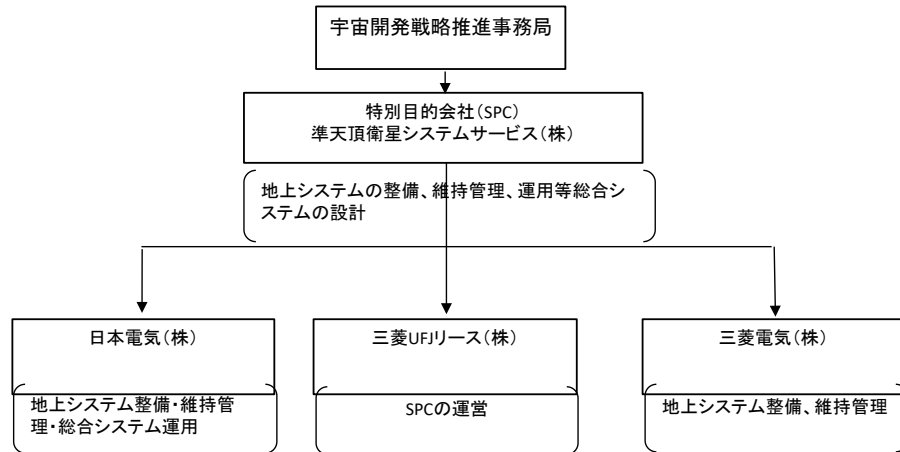 宇宙開発戦略推進事務局
特別目的会社（SPC）
準天頂衛星システムサービス（株）
地上システムの整備、維持管理、運用等総合シ
ステムの設計
日本電気（株）
三菱UFJリース（株）
三菱電気（株）
地上システム整備・維持管
理・総合システム運用
SPCの運営
地上システム整備、維持管理